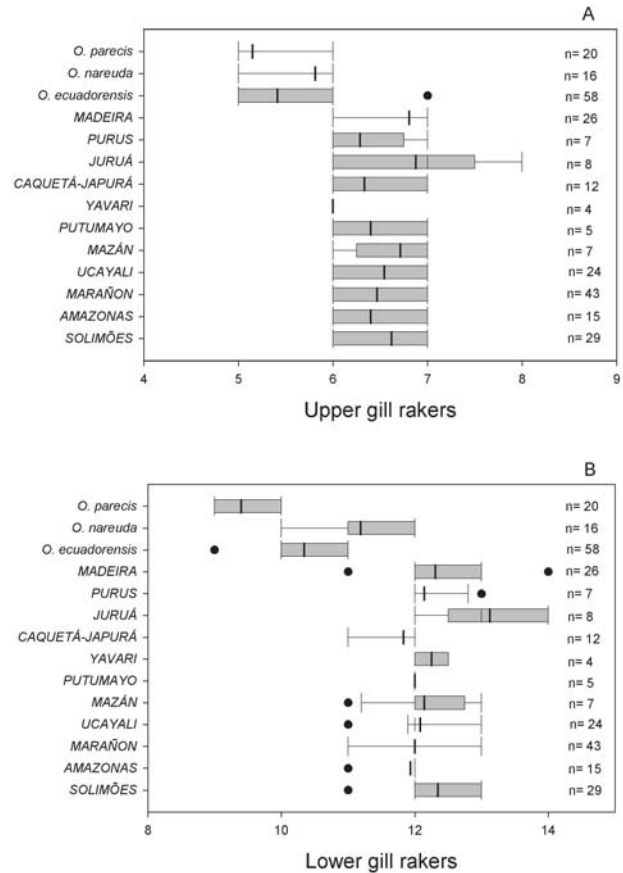 A
O. parecis n= 20
O. nareuda n= 16
O. ecuadorensis n= 58
MADEIRA n= 26
PURUS n= 7
JURUÁ n= 8
CAQUETÁ-JAPURÁ n= 12
YAVARI n= 4
PUTUMAYO n= 5
MAZÁN n= 7
UCAYALI n= 24
MARAÑON n= 43
AMAZONAS n= 15
SOLIMÕES n= 29
4 5 6 7 8 9
Upper gill rakers
B
O. parecis n= 20
O. nareuda n= 16
O. ecuadorensis n= 58
MADEIRA n= 26
PURUS n= 7
JURUÁ n= 8
CAQUETÁ-JAPURÁ n= 12
YAVARI n= 4
PUTUMAYO n= 5
MAZÁN n= 7
UCAYALI n= 24
MARAÑON n= 43
AMAZONAS n= 15
SOLIMÕES n= 29
8 10 12 14
Lower gill rakers